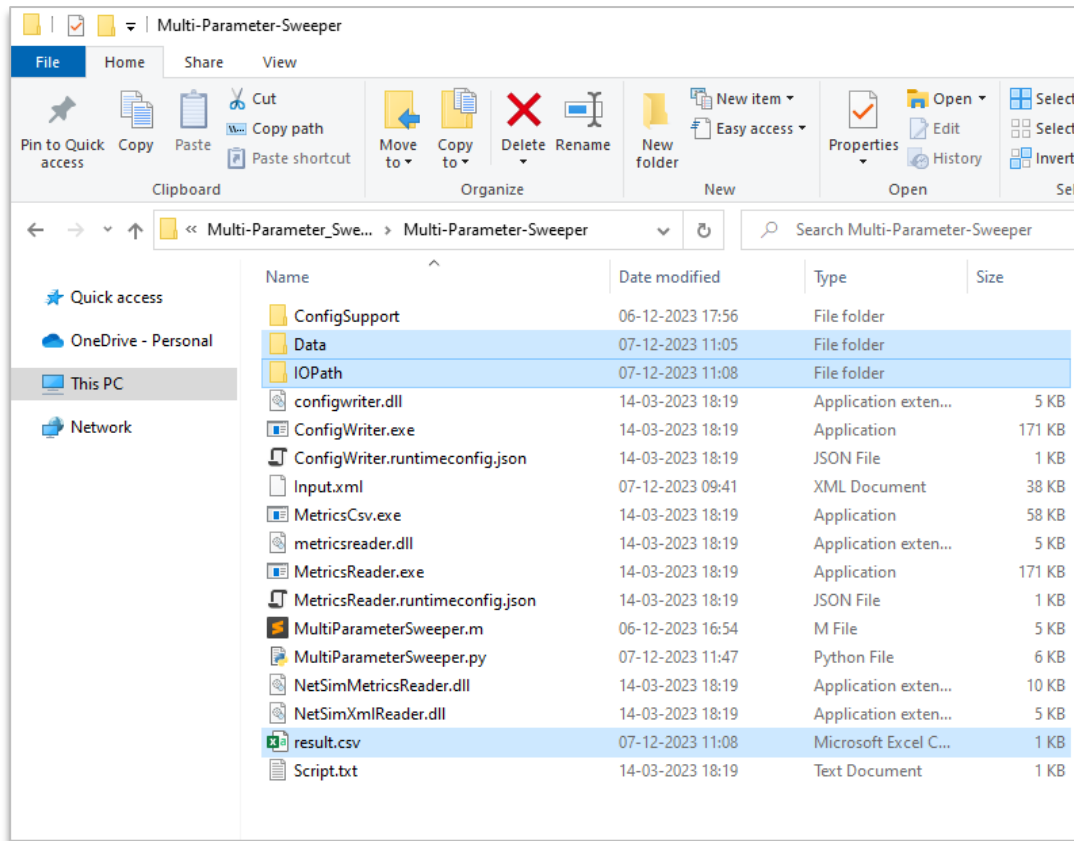 Multi-Parameter-Sweeper
File Home Share View
Pin to Quick access
Copy
Paste
Cut
Copy path
Paste shortcut
Clipboard
Move to
Copy to
Delete
Rename
Organize
New folder
New item
Easy access
New
Properties
Open
Edit
History
Open
Select
Select
Invert
Sel
« Multi-Parameter_Swe... > Multi-Parameter-Sweeper
Search Multi-Parameter-Sweeper
Quick access
OneDrive - Personal
This PC
Network
Name Date modified Type Size
ConfigSupport 06-12-2023 17:56 File folder
Data 07-12-2023 11:05 File folder
IOPath 07-12-2023 11:08 File folder
configwriter.dll 14-03-2023 18:19 Application exten... 5 KB
ConfigWriter.exe 14-03-2023 18:19 Application 171 KB
ConfigWriter.runtimeconfig.json 14-03-2023 18:19 JSON File 1 KB
Input.xml 07-12-2023 09:41 XML Document 38 KB
MetricsCsv.exe 14-03-2023 18:19 Application 58 KB
metricsreader.dll 14-03-2023 18:19 Application exten... 5 KB
MetricsReader.exe 14-03-2023 18:19 Application 171 KB
MetricsReader.runtimeconfig.json 14-03-2023 18:19 JSON File 1 KB
MultiParameterSweeper.m 06-12-2023 16:54 M File 5 KB
MultiParameterSweeper.py 07-12-2023 11:47 Python File 6 KB
NetSimMetricsReader.dll 14-03-2023 18:19 Application exten... 10 KB
NetSimXmlReader.dll 14-03-2023 18:19 Application exten... 5 KB
result.csv 07-12-2023 11:08 Microsoft Excel C... 1 KB
Script.txt 14-03-2023 18:19 Text Document 1 KB